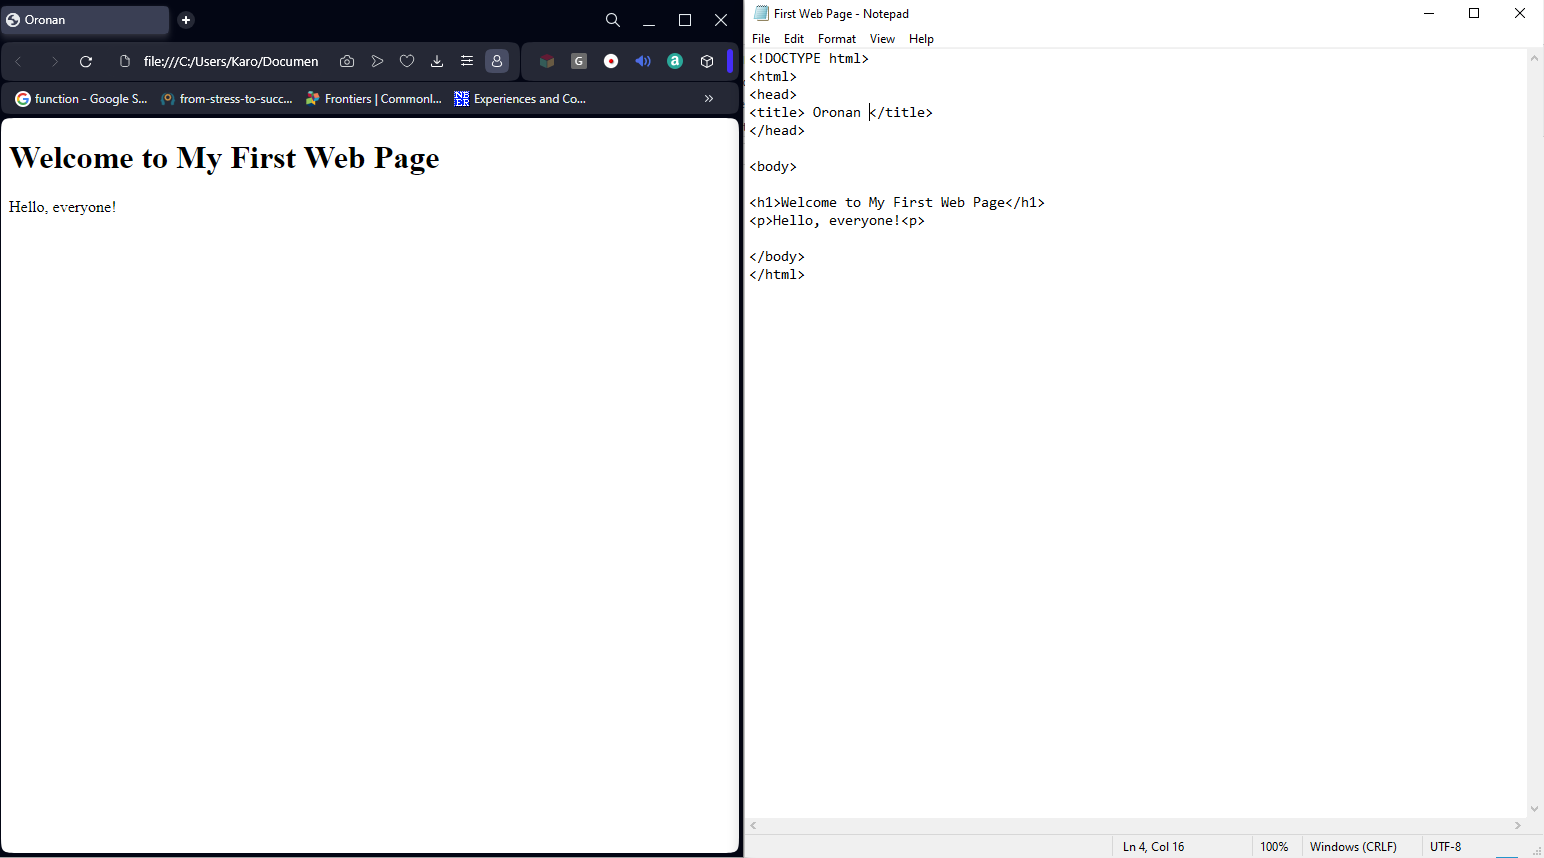 Oronan
file:///C:/Users/Karo/Documen
G
a
function - Google S...
from-stress-to-succ...
Frontiers | Commonl...
NE
ER
Experiences and Co...
Welcome to My First Web Page
Hello, everyone!
First Web Page - Notepad
File Edit Format View Help
<!DOCTYPE html>
<html>
<head>
<title> Oronan </title>
</head>
<body>
<h1>Welcome to My First Web Page</h1>
<p>Hello, everyone!<p>
</body>
</html>
Ln 4, Col 16
100%
Windows (CRLF)
UTF-8